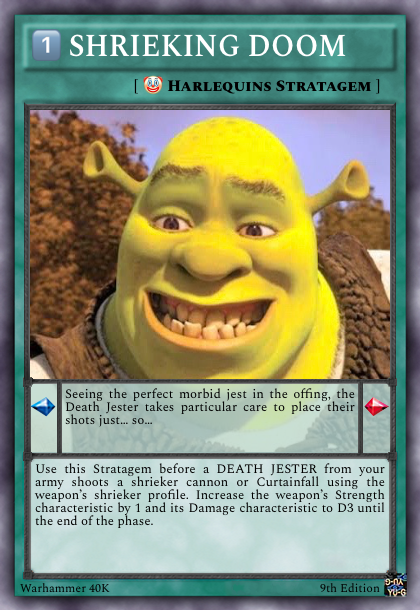 1 SHRIEKING DOOM
[ 🤡 HARLEQUINS STRATAGEM ]
Seeing the perfect morbid jest in the offing, the
Death Jester takes particular care to place their
shots just... so...
Use this Stratagem before a DEATH JESTER from your
army shoots a shrieker cannon or Curtainfall using the
weapon's shrieker profile. Increase the weapon's Strength
characteristic by 1 and its Damage characteristic to D3 until
the end of the phase.
Warhammer 40K 9th Edition